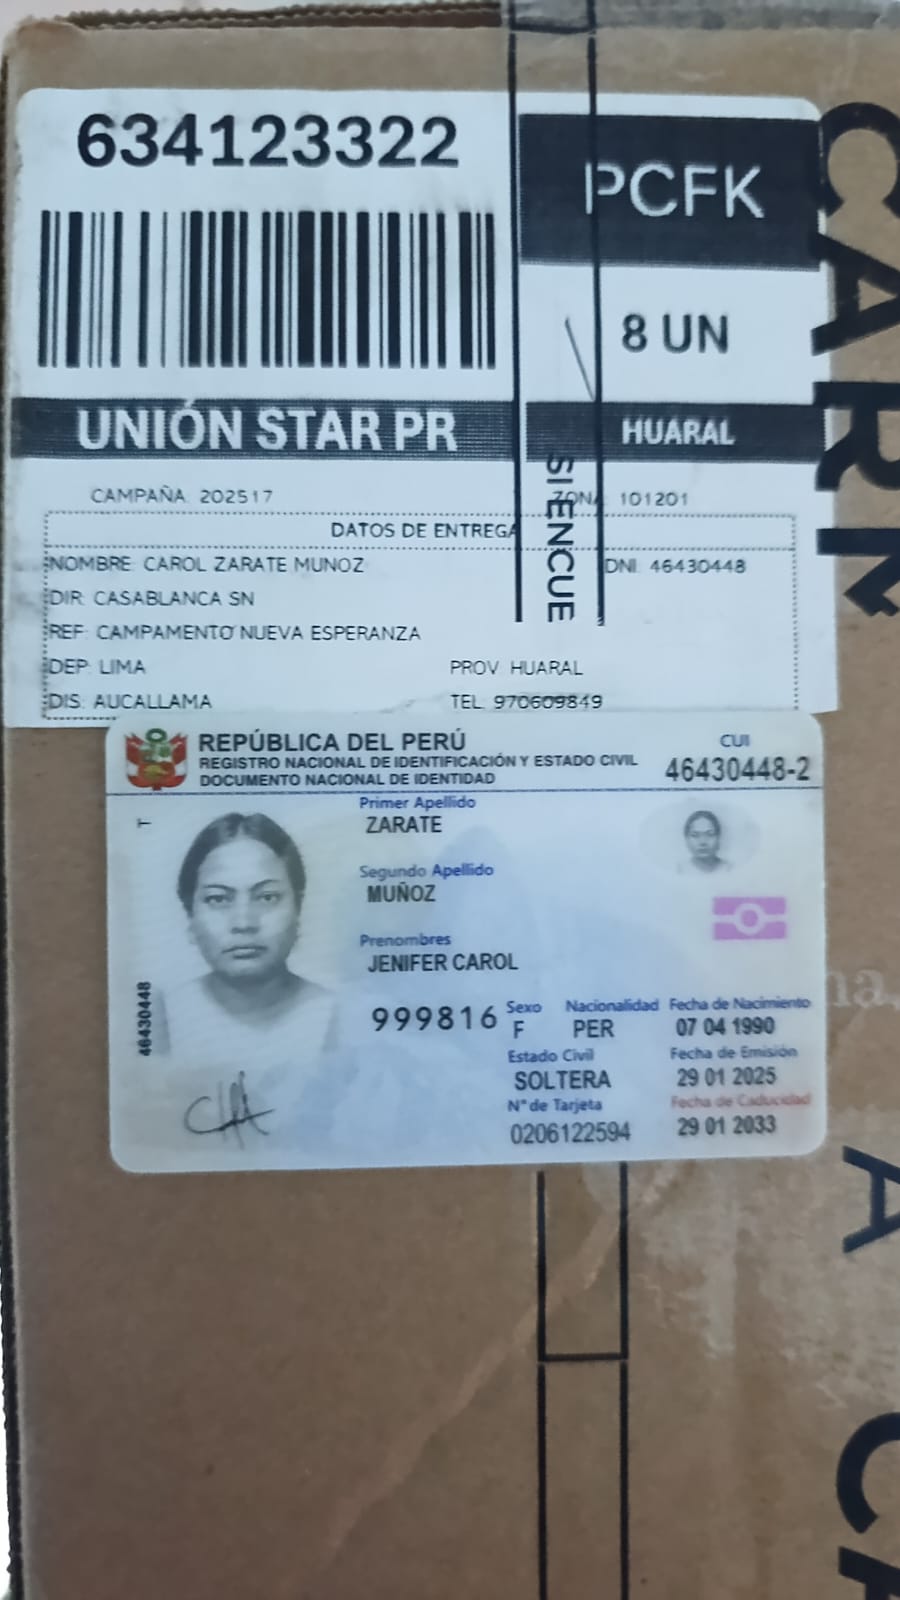 634123322
PCFK
8 UN
UNIÓN STAR PR
HUARAL
CAMPAÑA: 202517
ZONA: 101201
DATOS DE ENTREGA
NOMBRE: CAROL ZARATE MUNOZ
DNI: 46430448
DIR: CASABLANCA SN
REF: CAMPAMENTO NUEVA ESPERANZA
DEP: LIMA
PROV: HUARAL
DIS: AUCALLAMA
TEL: 970609849
SI ENCUE
REPÚBLICA DEL PERÚ
REGISTRO NACIONAL DE IDENTIFICACIÓN Y ESTADO CIVIL
DOCUMENTO NACIONAL DE IDENTIDAD
CUI
46430448-2
Primer Apellido
ZARATE
Segundo Apellido
MUÑOZ
Prenombres
JENIFER CAROL
999816
Sexo
F
Nacionalidad
PER
Fecha de Nacimiento
07 04 1990
Estado Civil
SOLTERA
Fecha de Emisión
29 01 2025
N° de Tarjeta
0206122594
Fecha de Caducidad
29 01 2033
T
46430448